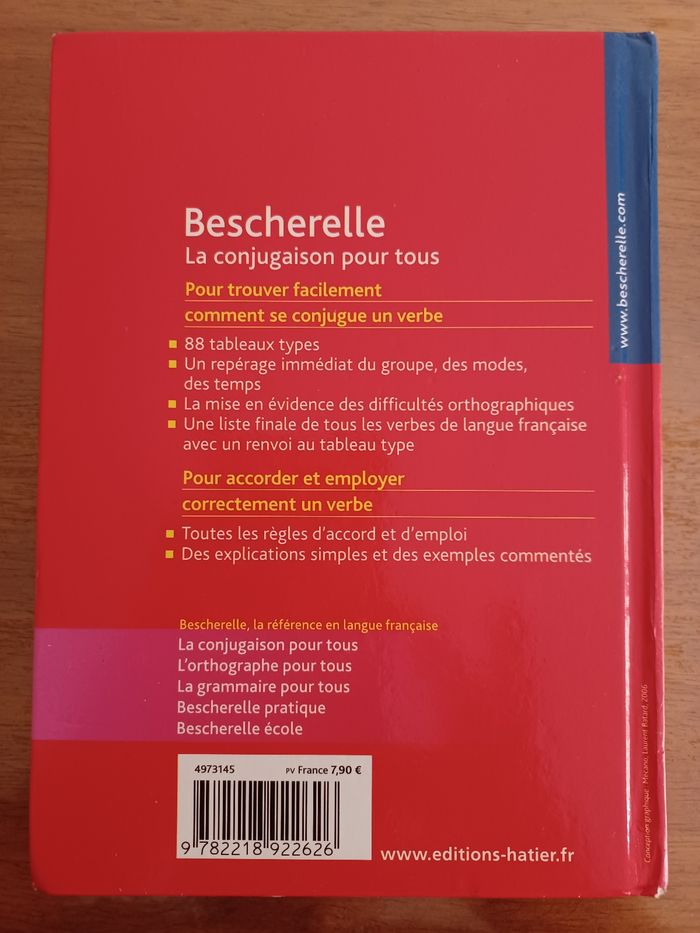 Bescherelle
La conjugaison pour tous
Pour trouver facilement
comment se conjugue un verbe
88 tableaux types
Un repérage immédiat du groupe, des modes,
des temps
La mise en évidence des difficultés orthographiques
Une liste finale de tous les verbes de langue française
avec un renvoi au tableau type
Pour accorder et employer
correctement un verbe
Toutes les règles d'accord et d'emploi
Des explications simples et des exemples commentés
Bescherelle, la référence en langue française
La conjugaison pour tous
L'orthographe pour tous
La grammaire pour tous
Bescherelle pratique
Bescherelle école
4973145 PV France 7,90 €
9 782218 922626
www.editions-hatier.fr
www.bescherelle.com
Conception graphique : Mecano, Laurent Batard, 2006